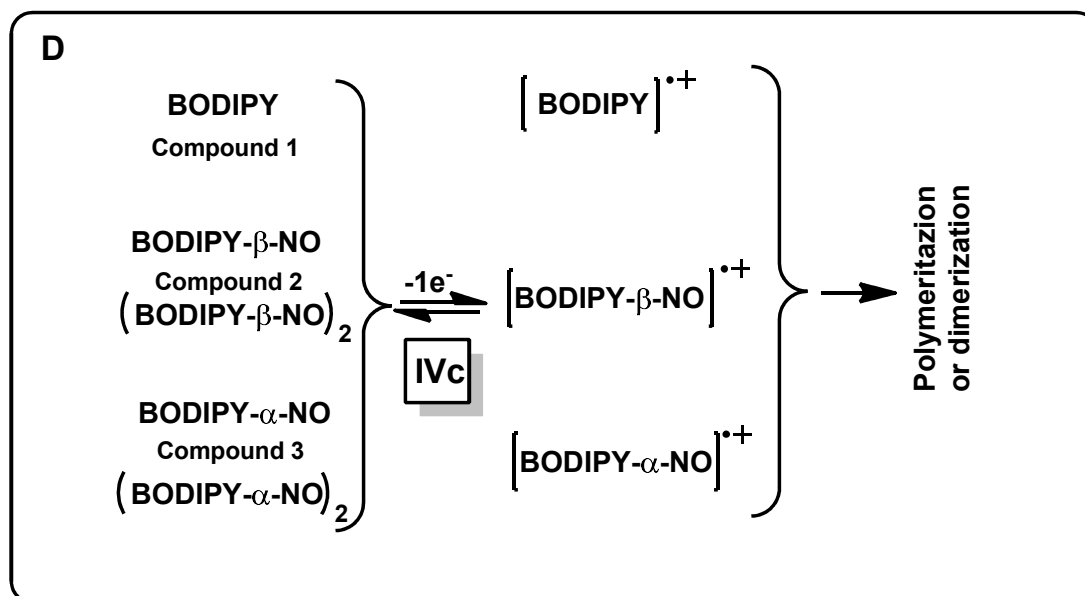 D
BODIPY
Compound 1
BODIPY-β-NO
Compound 2
(BODIPY-β-NO)2
BODIPY-α-NO
Compound 3
(BODIPY-α-NO)2
-1e-
IVc
[BODIPY]•+
[BODIPY-β-NO]•+
[BODIPY-α-NO]•+
Polymeritazion
or dimerization